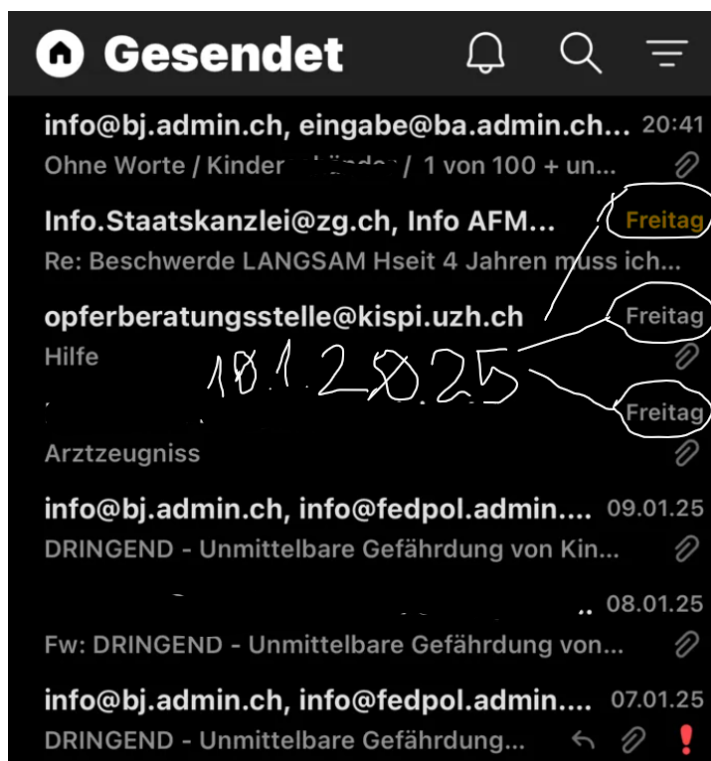 Gesendet
info@bj.admin.ch, eingabe@ba.admin.ch... 20:41
Ohne Worte / Kinder / 1 von 100 + un...
Info.Staatskanzlei@zg.ch, Info AFM... Freitag
Re: Beschwerde LANGSAM Hseit 4 Jahren muss ich...
opferberatungsstelle@kispi.uzh.ch Freitag
Hilfe
10.1.2025
Freitag
Arztzeugniss
info@bj.admin.ch, info@fedpol.admin.... 09.01.25
DRINGEND - Unmittelbare Gefährdung von Kin...
.. 08.01.25
Fw: DRINGEND - Unmittelbare Gefährdung von...
info@bj.admin.ch, info@fedpol.admin.... 07.01.25
DRINGEND - Unmittelbare Gefährdung...